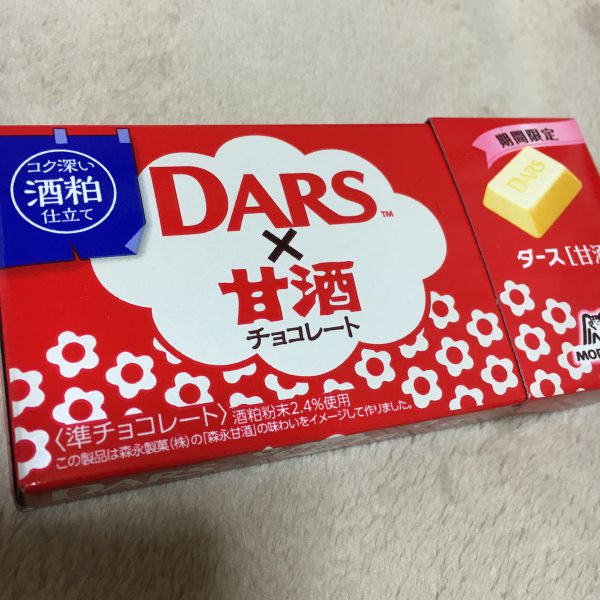 コク深い
酒粕
仕立て
DARS™
×
甘酒
チョコレート
〈準チョコレート〉酒粕粉末2.4%使用
この製品は森永製菓(株)の「森永甘酒」の味わいをイメージして作りました。
期間限定
DARS
ダース[甘酒